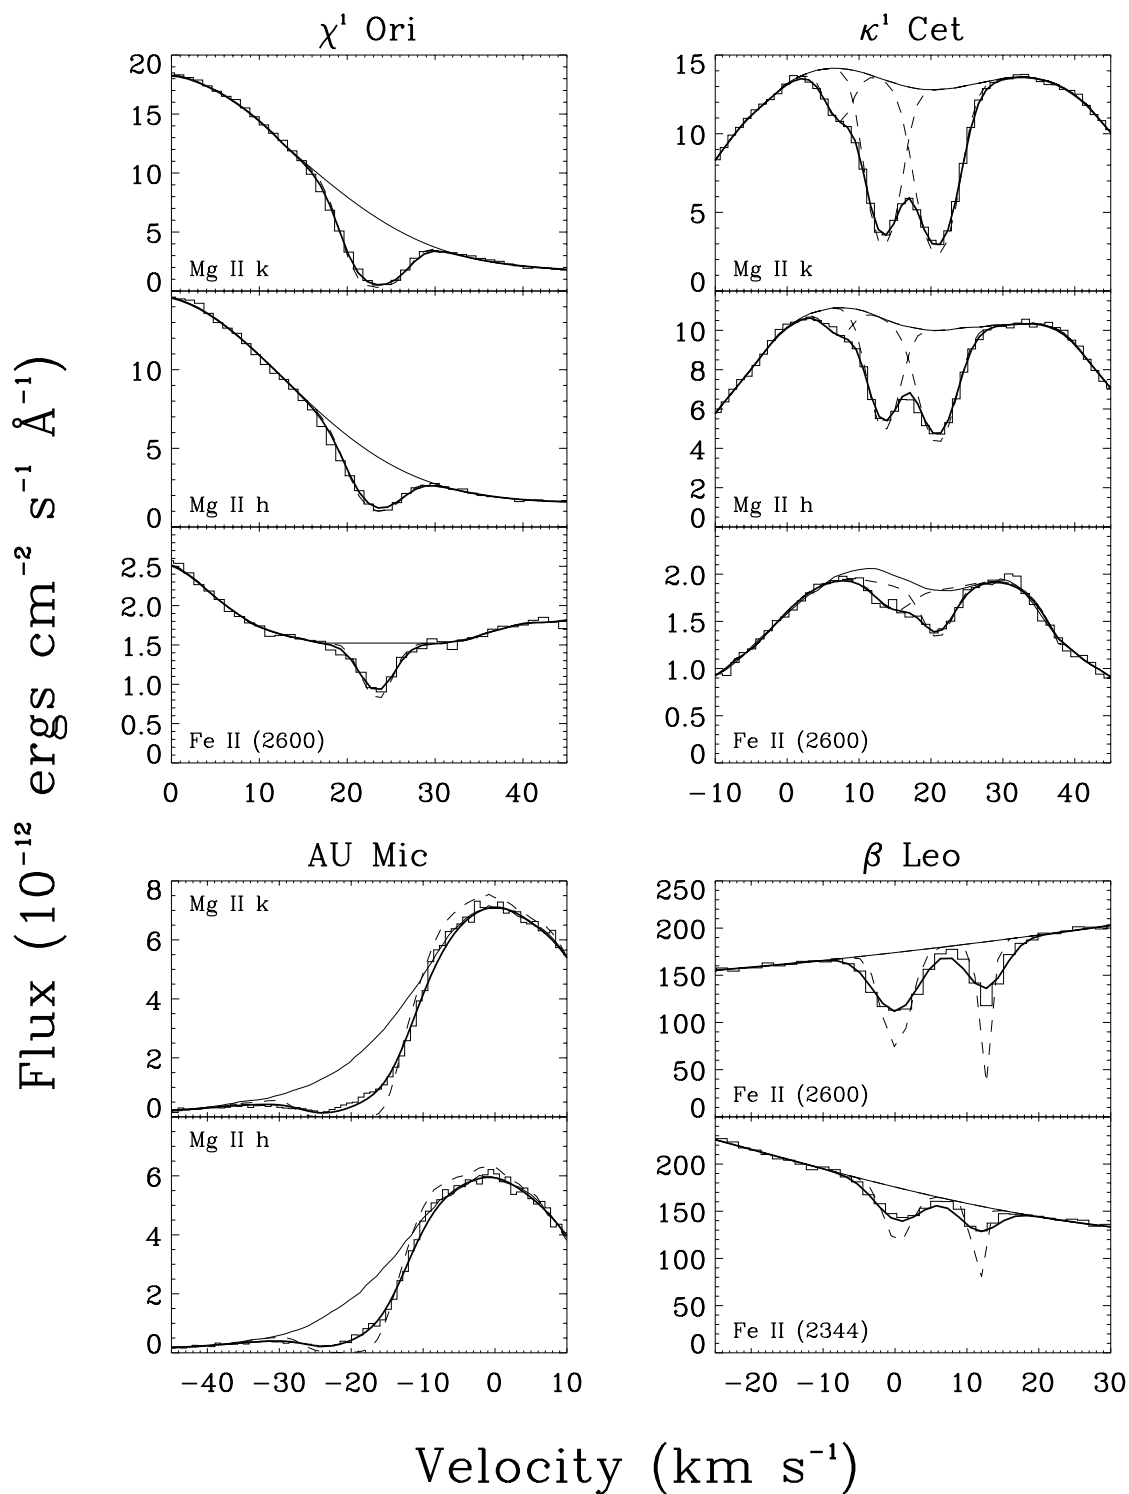 χ¹ Ori
κ¹ Cet
20
15
10
5
0
Mg II k
15
10
5
0
Mg II k
10
5
0
Mg II h
10
8
6
4
2
0
Mg II h
2.5
2.0
1.5
1.0
0.5
0
Fe II (2600)
2.0
1.5
1.0
0.5
0
Fe II (2600)
0 10 20 30 40
−10 0 10 20 30 40
AU Mic
β Leo
8
6
4
2
0
Mg II k
250
200
150
100
50
0
Fe II (2600)
6
4
2
0
Mg II h
200
150
100
50
0
Fe II (2344)
−40 −30 −20 −10 0 10
−20 −10 0 10 20 30
Flux (10⁻¹² ergs cm⁻² s⁻¹ Å⁻¹)
Velocity (km s⁻¹)